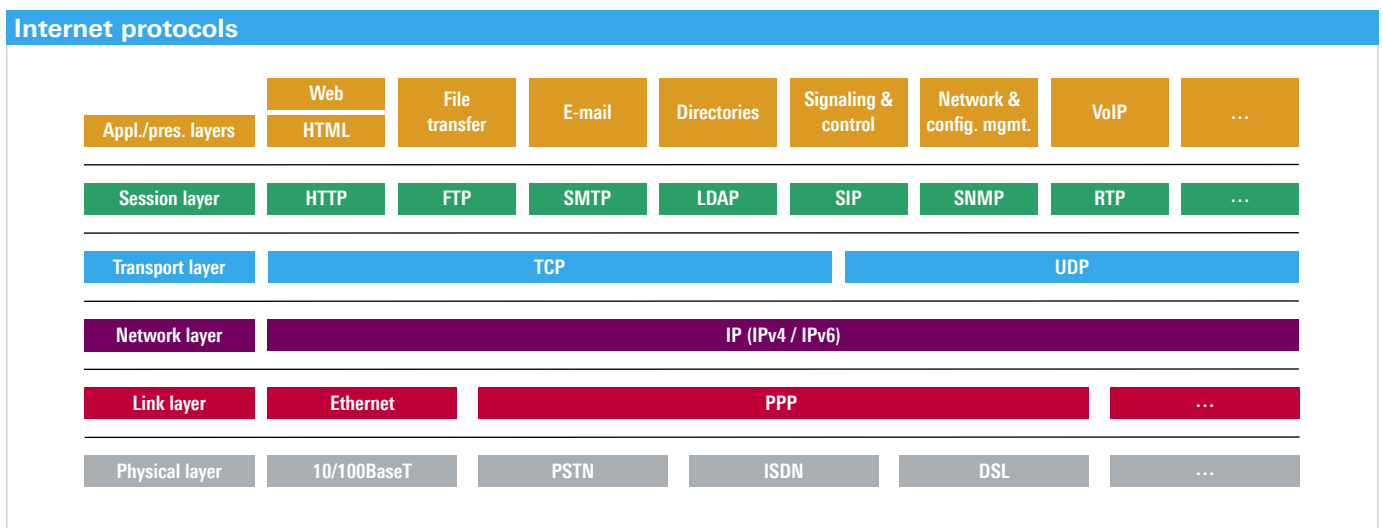 Internet protocols
Web
File
transfer
E-mail
Directories
Signaling &
control
Network &
config. mgmt.
VoIP
...
Appl./pres. layers
HTML
Session layer
HTTP
FTP
SMTP
LDAP
SIP
SNMP
RTP
...
Transport layer
TCP
UDP
Network layer
IP (IPv4 / IPv6)
Link layer
Ethernet
PPP
...
Physical layer
10/100BaseT
PSTN
ISDN
DSL
...